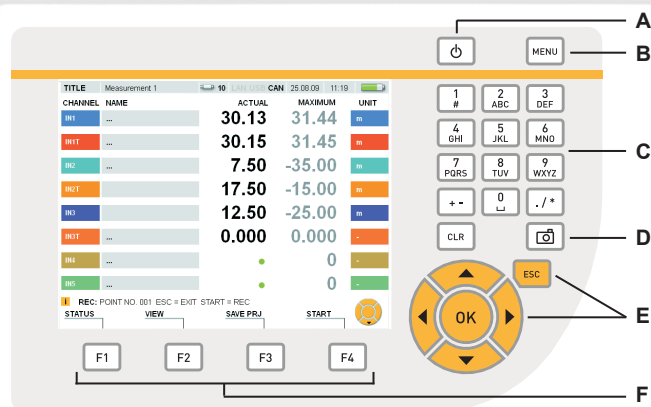 A
MENU
B
TITLE Measurement 1 10 LAN USB CAN 25.08.09 11:19
CHANNEL NAME ACTUAL MAXIMUM UNIT
IN1 ... 30.13 31.44 m
IN1T ... 30.15 31.45 m
IN2 ... 7.50 -35.00 m
IN2T ... 17.50 -15.00 m
IN3 ... 12.50 -25.00 m
IN3T ... 0.000 0.000 -
IN4 ... 0 -
IN5 ... 0 -
i REC: POINT NO. 001 ESC = EXIT START = REC
STATUS VIEW SAVE PRJ START
F1 F2 F3 F4
1 2 3
# ABC DEF
4 5 6
GHI JKL MNO
7 8 9
PQRS TUV WXYZ
+ - 0 . / *
C
CLR
D
ESC
OK
E
F